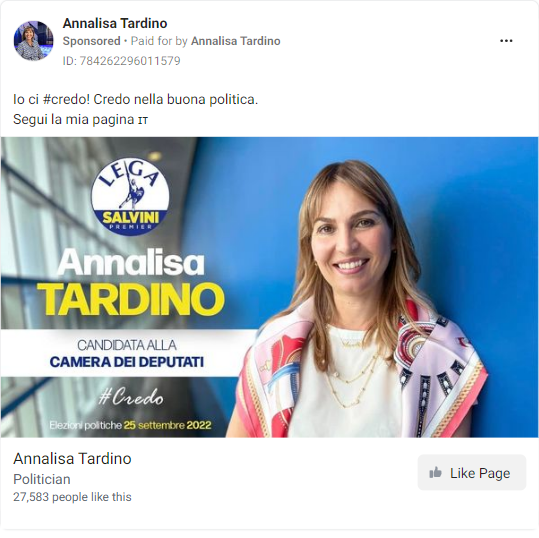 Annalisa Tardino
Sponsored • Paid for by Annalisa Tardino
ID: 784262296011579
Io ci #credo! Credo nella buona politica.
Segui la mia pagina ɪᴛ
LEGA
SALVINI
PREMIER
Annalisa
TARDINO
CANDIDATA ALLA
CAMERA DEI DEPUTATI
#Credo
Elezioni politiche 25 settembre 2022
Annalisa Tardino
Politician
27,583 people like this
Like Page